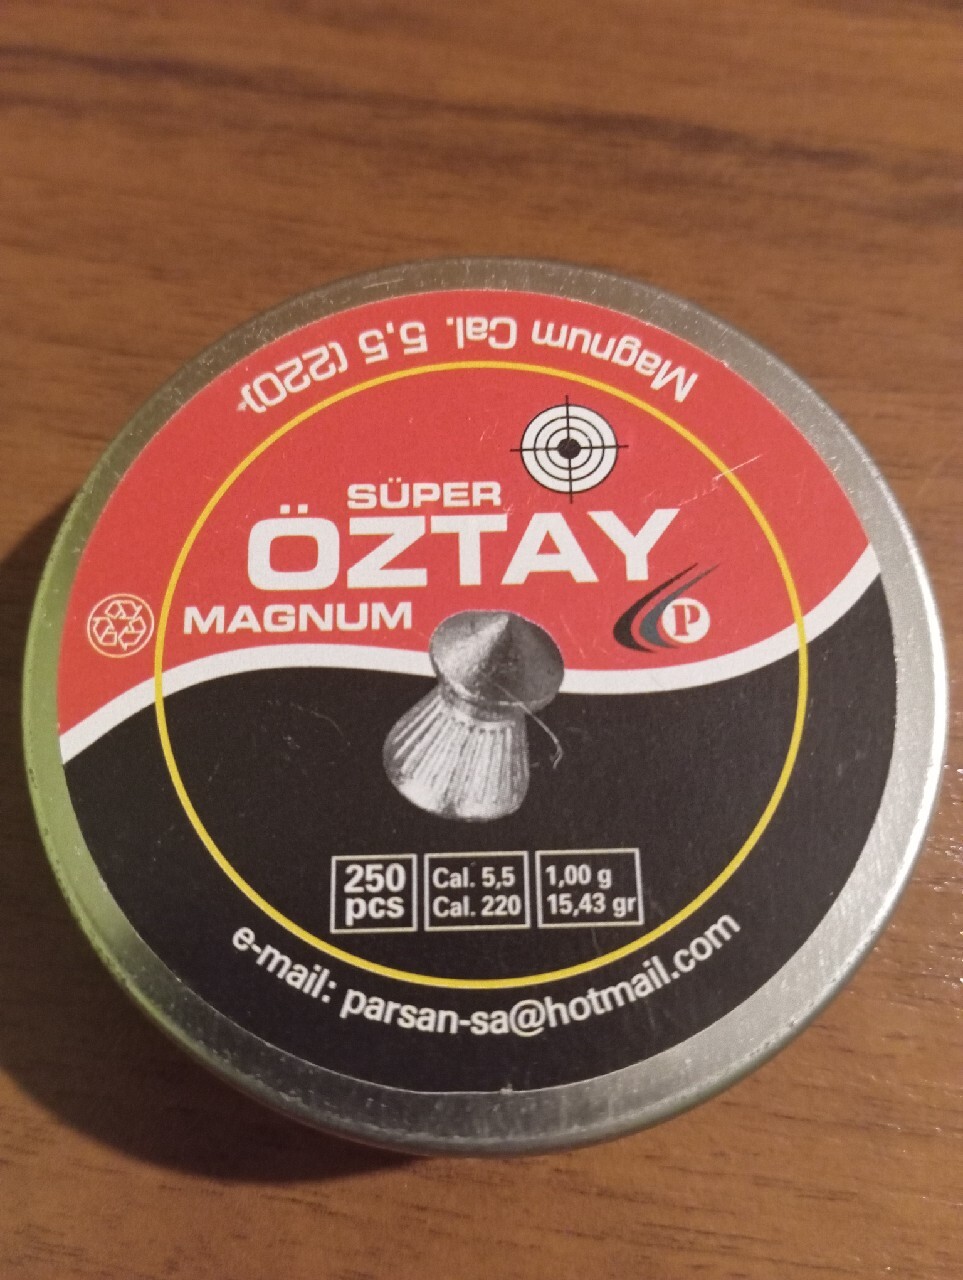 Magnum Cal. 5,5 (220)
SÜPER
ÖZTAY
MAGNUM
P
250
pcs
Cal. 5,5
Cal. 220
1,00 g
15,43 gr
e-mail: parsan-sa@hotmail.com